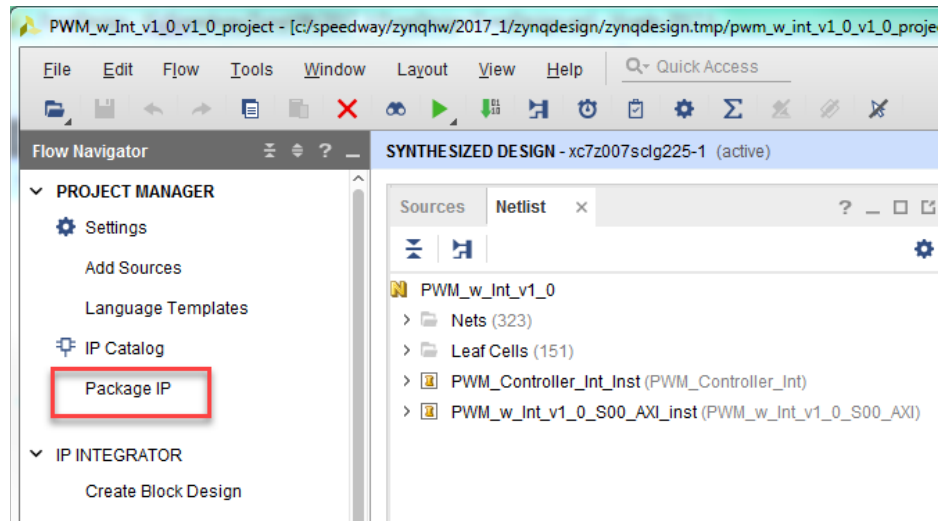 PWM_w_Int_v1_0_v1_0_project - [c:/speedway/zynqhw/2017_1/zynqdesign/zynqdesign.tmp/pwm_w_int_v1_0_v1_0_proje
File Edit Flow Tools Window Layout View Help Quick Access
Flow Navigator
SYNTHESIZED DESIGN - xc7z007sclg225-1 (active)
PROJECT MANAGER
Settings
Add Sources
Language Templates
IP Catalog
Package IP
IP INTEGRATOR
Create Block Design
Sources Netlist
PWM_w_Int_v1_0
Nets (323)
Leaf Cells (151)
PWM_Controller_Int_Inst (PWM_Controller_Int)
PWM_w_Int_v1_0_S00_AXI_inst (PWM_w_Int_v1_0_S00_AXI)